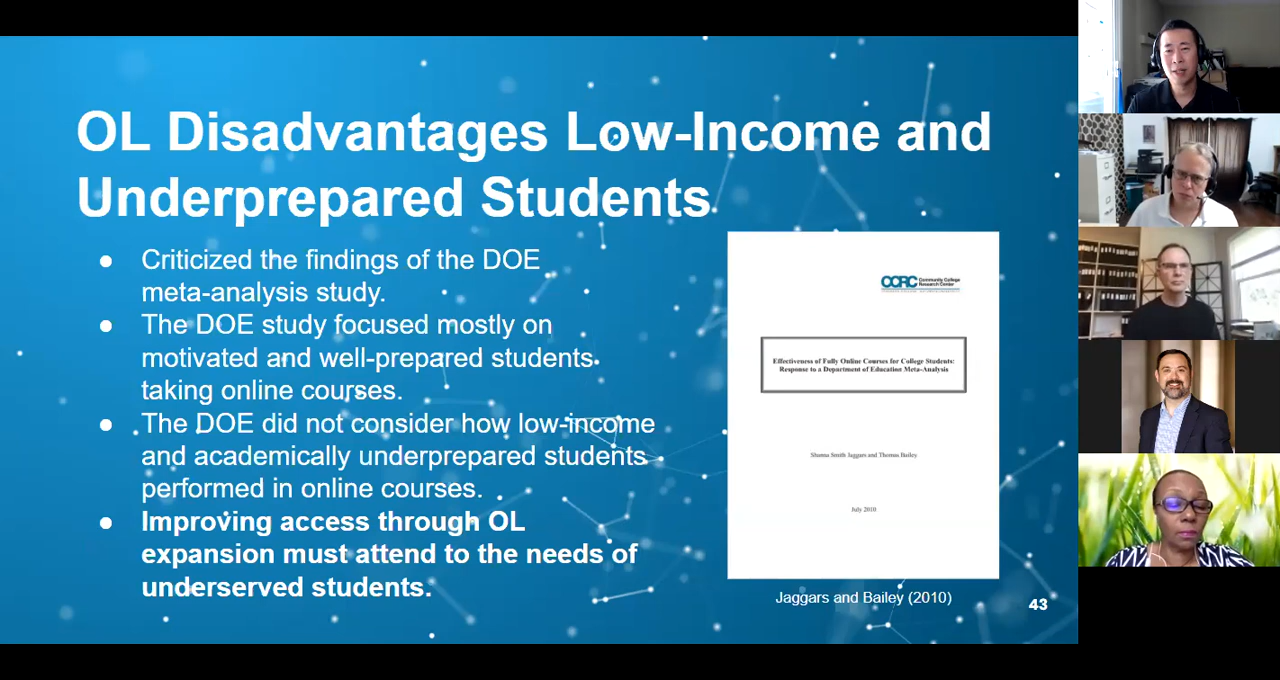 OL Disadvantages Low-Income and
Underprepared Students
● Criticized the findings of the DOE
meta-analysis study.
● The DOE study focused mostly on
motivated and well-prepared students
taking online courses.
● The DOE did not consider how low-income
and academically underprepared students
performed in online courses.
● Improving access through OL
expansion must attend to the needs of
underserved students.
CCRC Community College
Research Center
Effectiveness of Fully Online Courses for College Students:
Response to a Department of Education Meta-Analysis
Shanna Smith Jaggars and Thomas Bailey
July 2010
Jaggars and Bailey (2010)
43